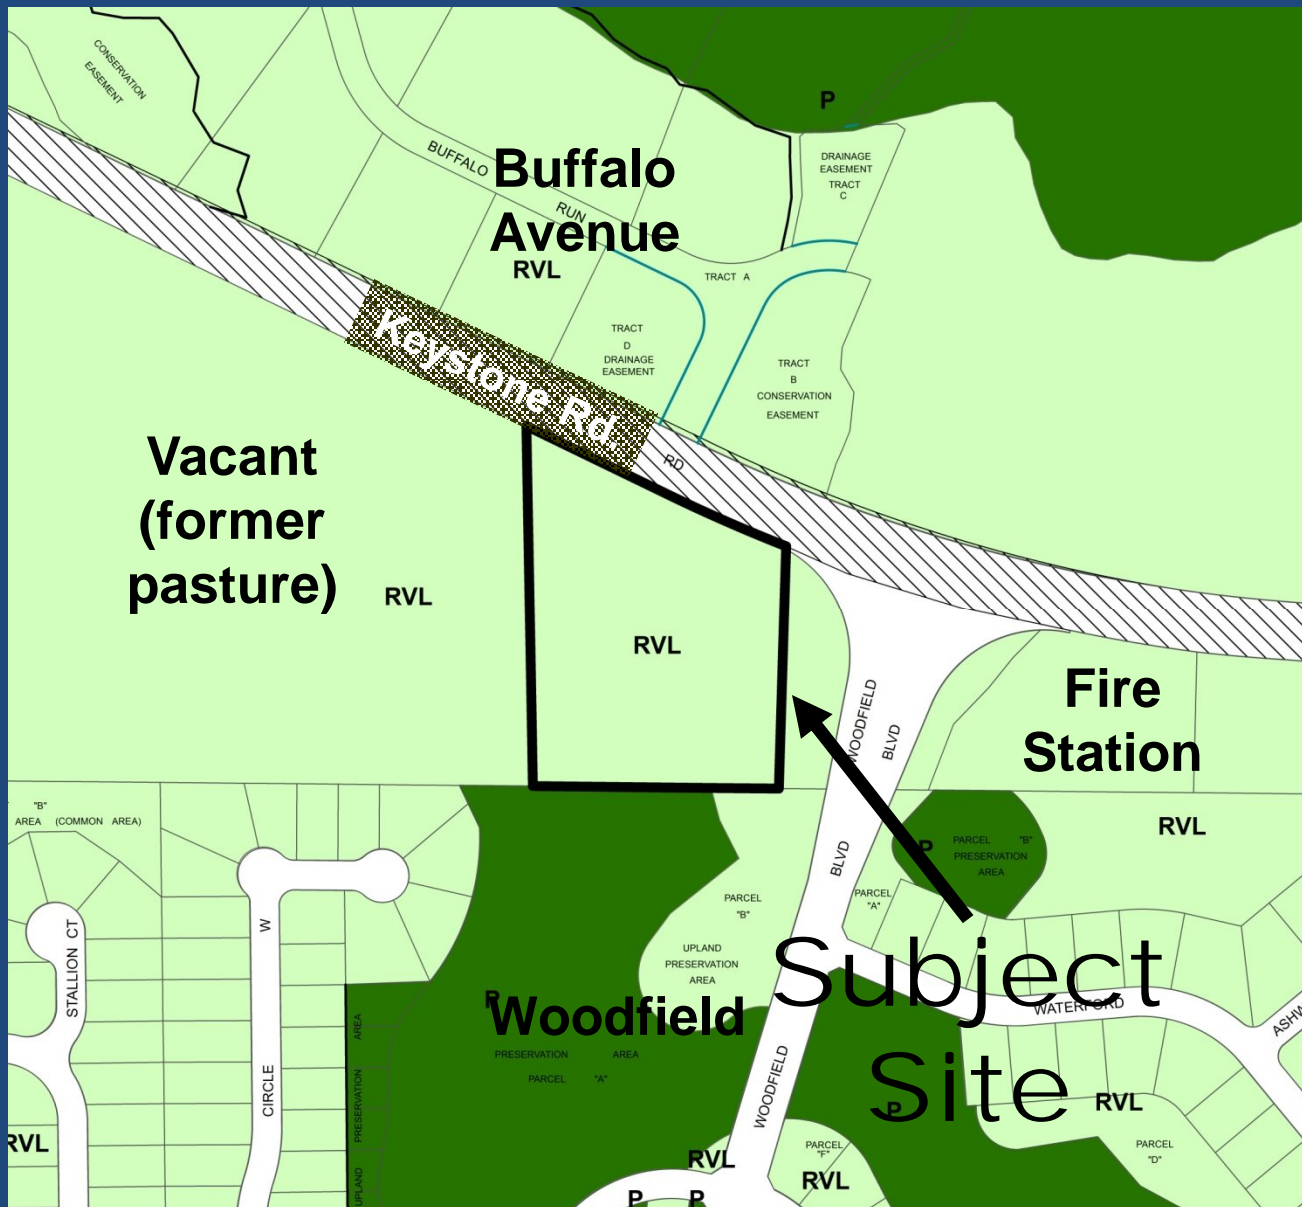 CONSERVATION
EASEMENT
P
BUFFALO
RUN
Buffalo
Avenue
RVL
DRAINAGE
EASEMENT
TRACT
C
TRACT A
TRACT
D
DRAINAGE
EASEMENT
TRACT
B
CONSERVATION
EASEMENT
Keystone Rd.
RD
Vacant
(former
pasture)
RVL
RVL
WOODFIELD
BLVD
Fire
Station
RVL
"B"
AREA (COMMON AREA)
P
PARCEL "B"
PRESERVATION
AREA
BLVD
PARCEL
"A"
PARCEL
"B"
UPLAND
PRESERVATION
AREA
STALLION CT
W
CIRCLE
Subject
Site
P
Woodfield
PRESERVATION AREA
PARCEL "A"
WATERFORD
UPLAND PRESERVATION AREA
WOODFIELD
P
RVL
PARCEL
"D"
PARCEL
"F"
RVL
RVL
RVL
P P